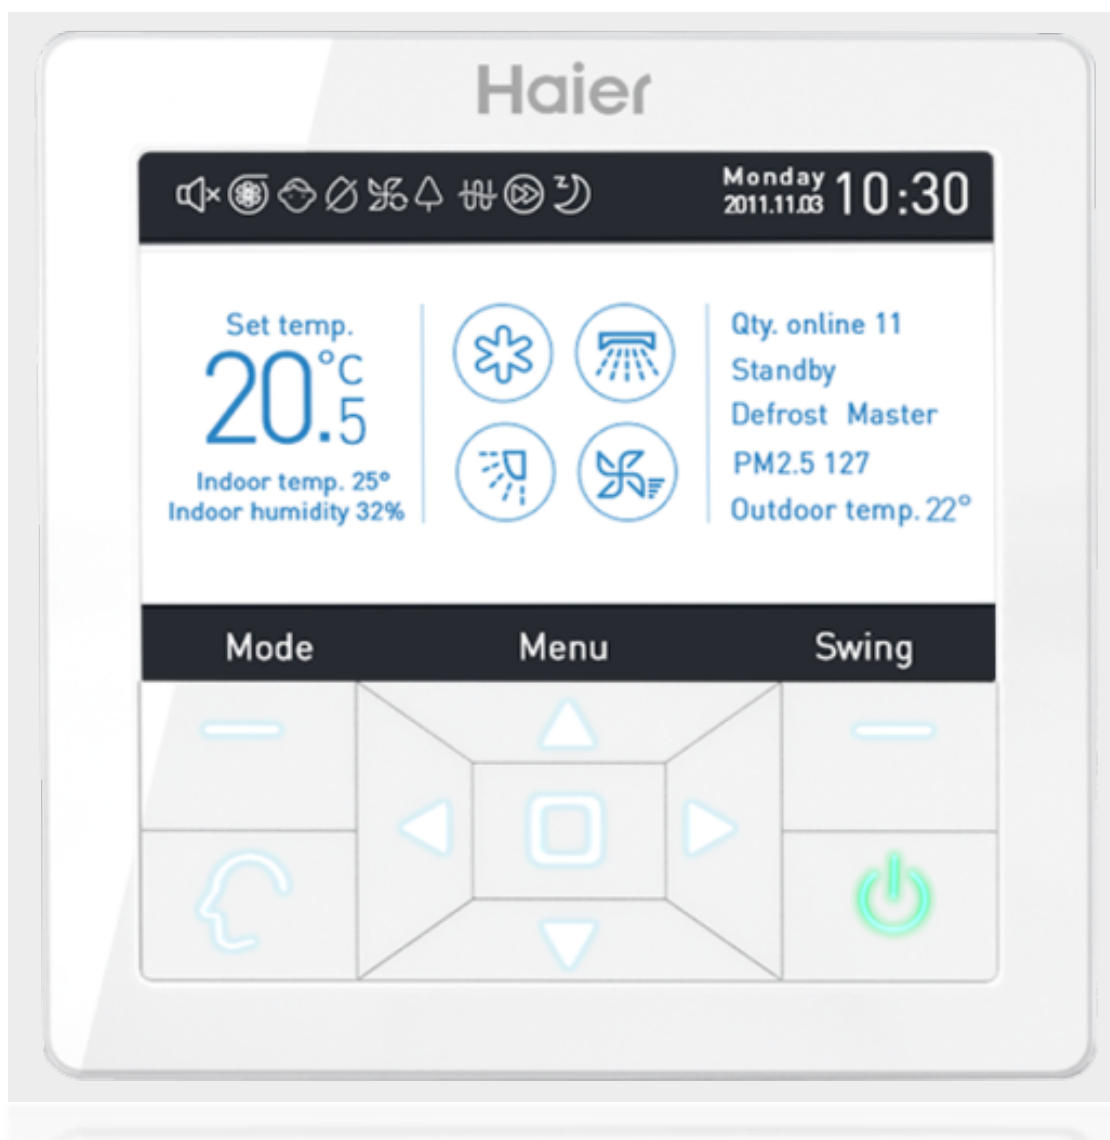 Haier
Monday
2011.11.03
10:30
Set temp.
20.5°C
Indoor temp. 25°
Indoor humidity 32%
Qty. online 11
Standby
Defrost Master
PM2.5 127
Outdoor temp. 22°
Mode Menu Swing